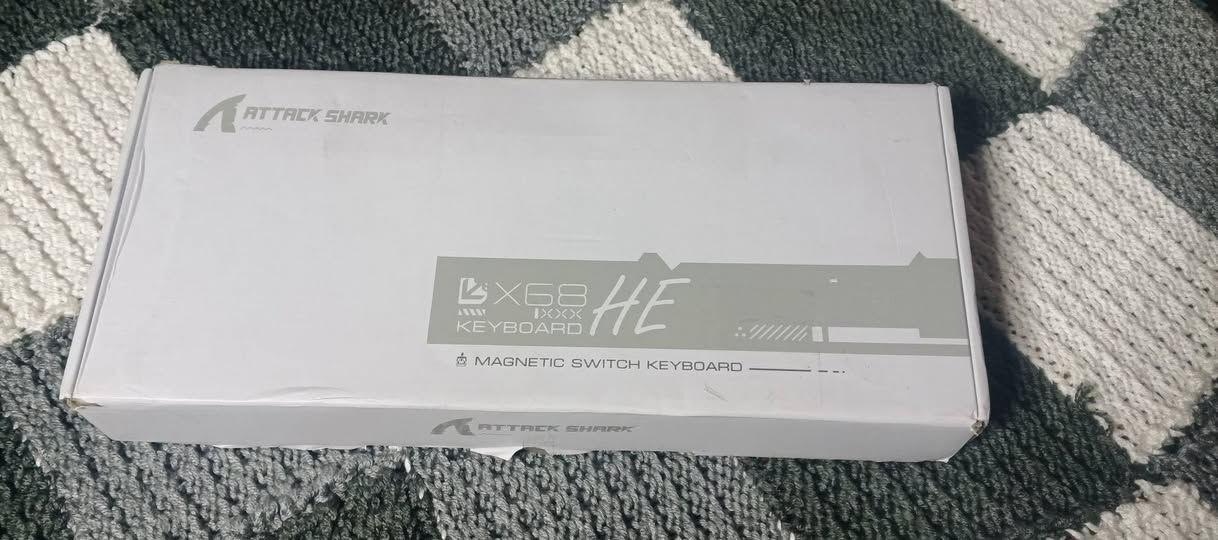 ATTACK SHARK
X68 HE
KEYBOARD
MAGNETIC SWITCH KEYBOARD
ATTACK SHARK